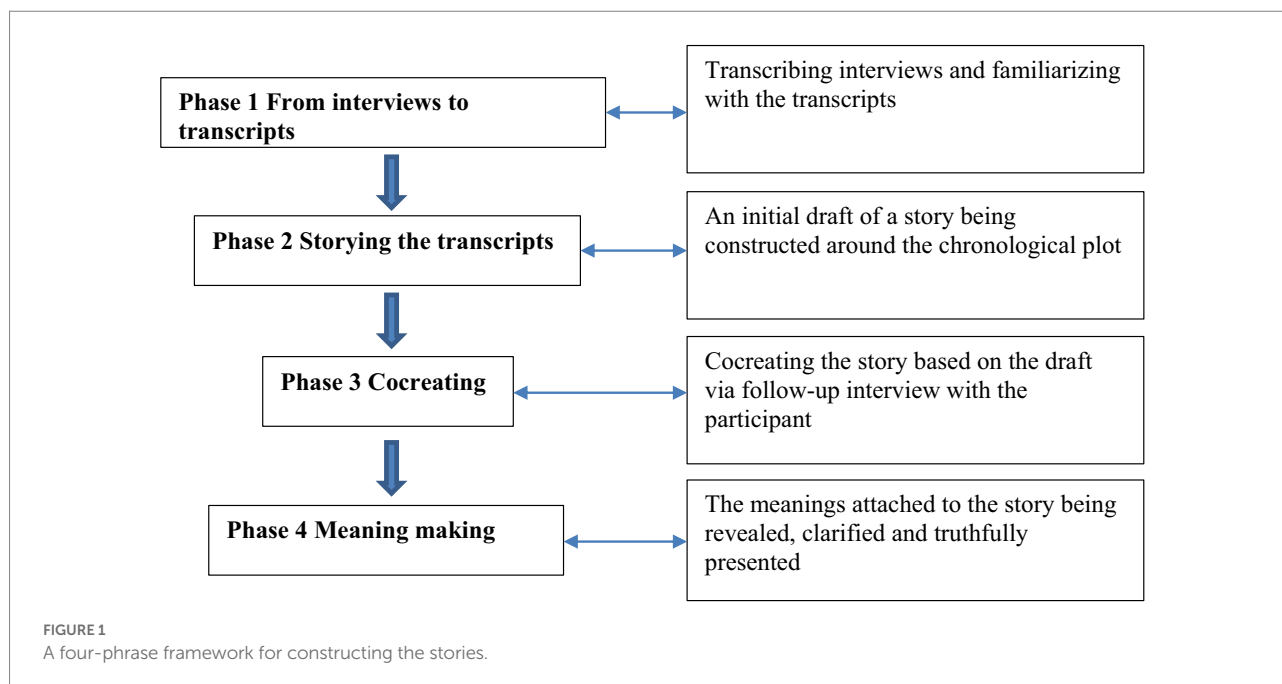 Phase 1 From interviews to
transcripts
Transcribing interviews and familiarizing
with the transcripts
Phase 2 Storying the transcripts
An initial draft of a story being
constructed around the chronological plot
Phase 3 Cocreating
Cocreating the story based on the draft
via follow-up interview with the
participant
Phase 4 Meaning making
The meanings attached to the story being
revealed, clarified and truthfully
presented
FIGURE 1
A four-phrase framework for constructing the stories.